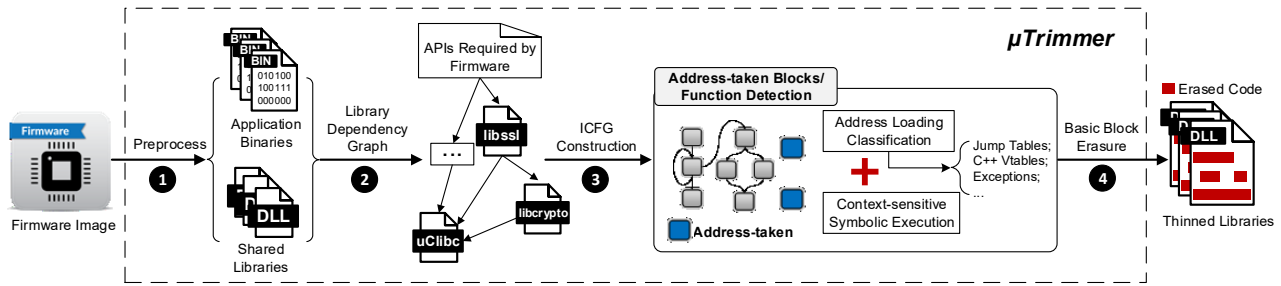 µTrimmer
Firmware
Firmware Image
Preprocess
1
BIN
BIN
BIN
010100
100111
000000
Application
Binaries
DLL
Shared
Libraries
Library
Dependency
Graph
2
APIs Required by
Firmware
...
libssl
libcrypto
uClibc
ICFG
Construction
3
Address-taken Blocks/
Function Detection
Address-taken
Address Loading
Classification
+
Context-sensitive
Symbolic Execution
Jump Tables;
C++ Vtables;
Exceptions;
...
Basic Block
Erasure
4
Erased Code
DLL
Thinned Libraries